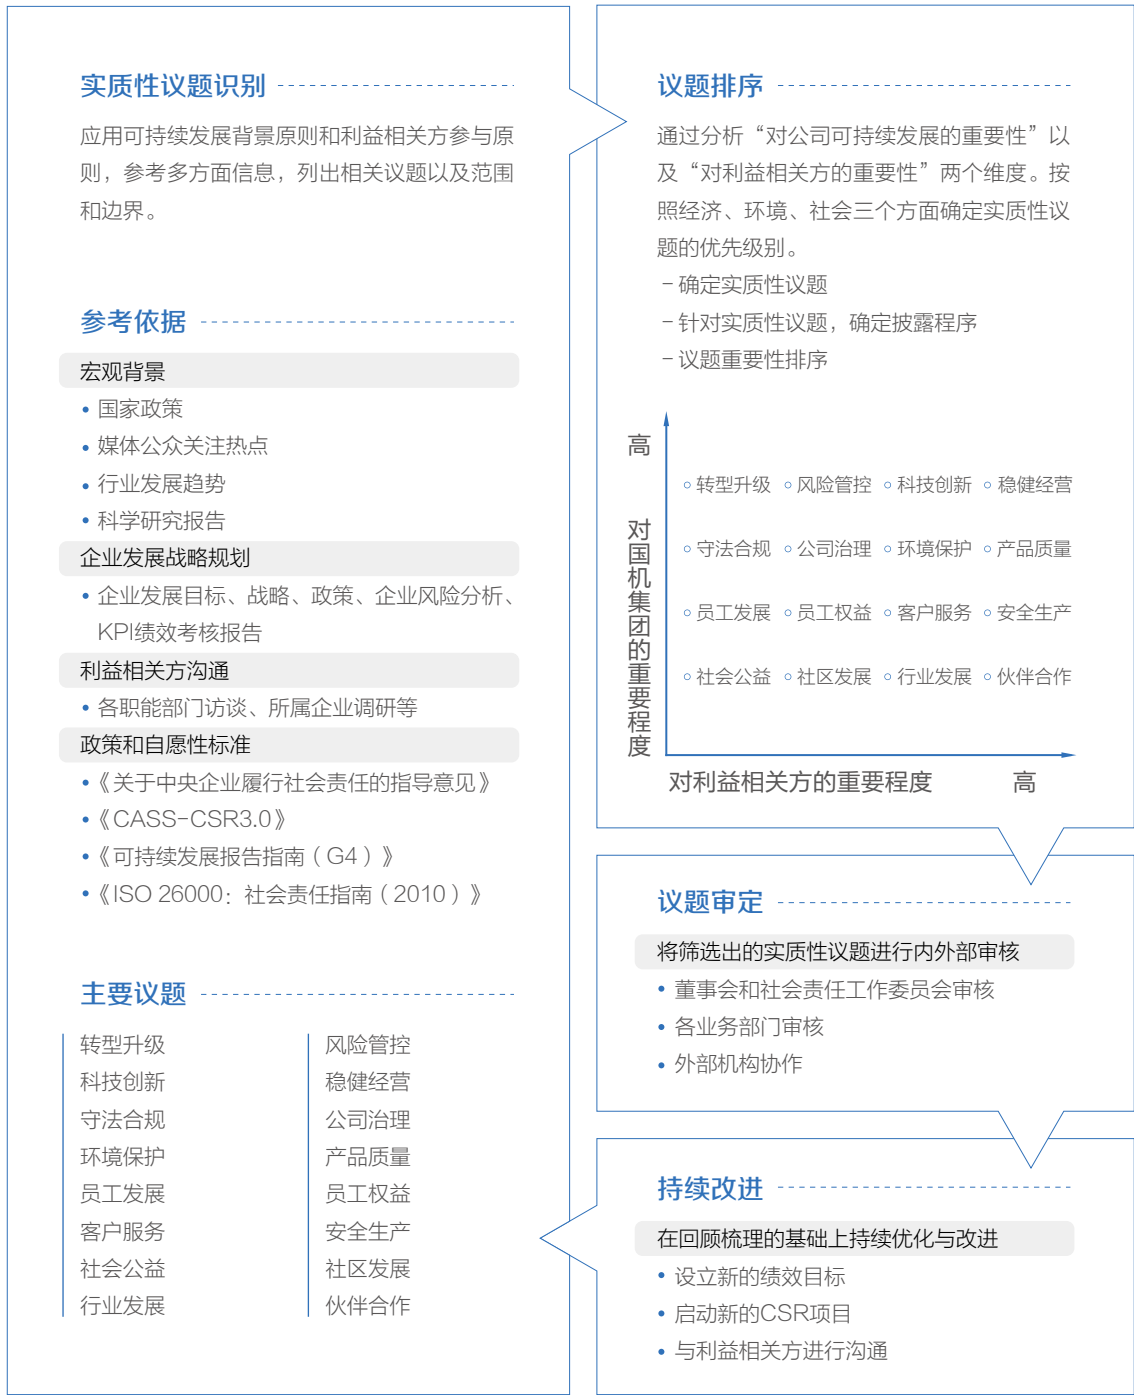 实质性议题识别
应用可持续发展背景原则和利益相关方参与原
则，参考多方面信息，列出相关议题以及范围
和边界。
参考依据
宏观背景
• 国家政策
• 媒体公众关注热点
• 行业发展趋势
• 科学研究报告
企业发展战略规划
• 企业发展目标、战略、政策、企业风险分析、
KPI绩效考核报告
利益相关方沟通
• 各职能部门访谈、所属企业调研等
政策和自愿性标准
• 《关于中央企业履行社会责任的指导意见》
• 《CASS-CSR3.0》
• 《可持续发展报告指南（G4）》
• 《ISO 26000：社会责任指南（2010）》
主要议题
转型升级 风险管控
科技创新 稳健经营
守法合规 公司治理
环境保护 产品质量
员工发展 员工权益
客户服务 安全生产
社会公益 社区发展
行业发展 伙伴合作
议题排序
通过分析“对公司可持续发展的重要性”以
及“对利益相关方的重要性”两个维度。按
照经济、环境、社会三个方面确定实质性议
题的优先级别。
- 确定实质性议题
- 针对实质性议题，确定披露程序
- 议题重要性排序
高
对国机集团的重要程度
转型升级 风险管控 科技创新 稳健经营
守法合规 公司治理 环境保护 产品质量
员工发展 员工权益 客户服务 安全生产
社会公益 社区发展 行业发展 伙伴合作
对利益相关方的重要程度 高
议题审定
将筛选出的实质性议题进行内外部审核
• 董事会和社会责任工作委员会审核
• 各业务部门审核
• 外部机构协作
持续改进
在回顾梳理的基础上持续优化与改进
• 设立新的绩效目标
• 启动新的CSR项目
• 与利益相关方进行沟通